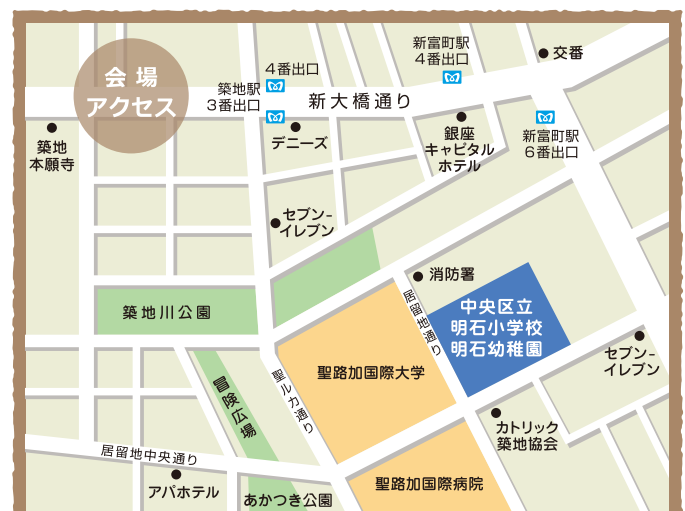 会場
アクセス
築地駅
3番出口
4番出口
新富町駅
4番出口
交番
新大橋通り
築地
本願寺
デニーズ
銀座
キャピタル
ホテル
新富町駅
6番出口
セブン-
イレブン
消防署
築地川公園
居留地通り
中央区立
明石小学校
明石幼稚園
聖路加国際大学
セブン-
イレブン
聖ルカ通り
冒険広場
カトリック
築地協会
居留地中央通り
アパホテル
あかつき公園
聖路加国際病院